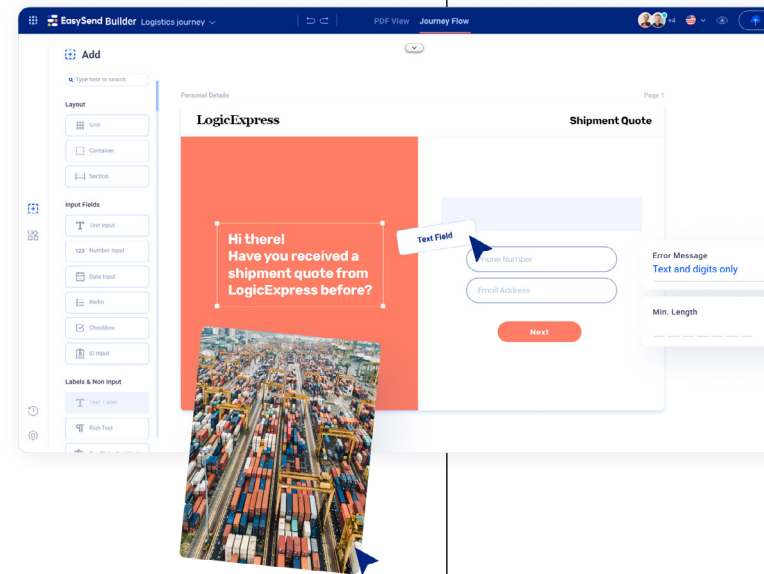 EasySend Builder Logistics journey
PDF View Journey Flow
+4
Add
Type here to search
Layout
Grid
Container
Section
Input Fields
Text Input
123 Number Input
Date Input
Radio
Checkbox
ID Input
Labels & Non Input
Text Label
Rich Text
Personal Details
Page 1
LogicExpress
Shipment Quote
Hi there!
Have you received a
shipment quote from
LogicExpress before?
Text Field
Phone Number
Email Address
Next
Error Message
Text and digits only
Min. Length